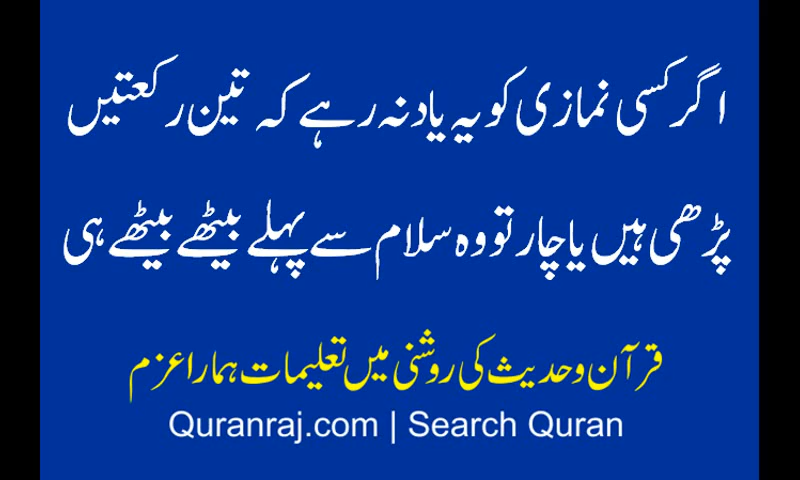 اگر کسی نمازی کو یہ یاد نہ رہے کہ تین رکعتیں
پڑھی ہیں یا چار تو وہ سلام سے پہلے بیٹھے بیٹھے ہی
قرآن و حدیث کی روشنی میں تعلیمات ہمارا عزم
Quranraj.com | Search Quran